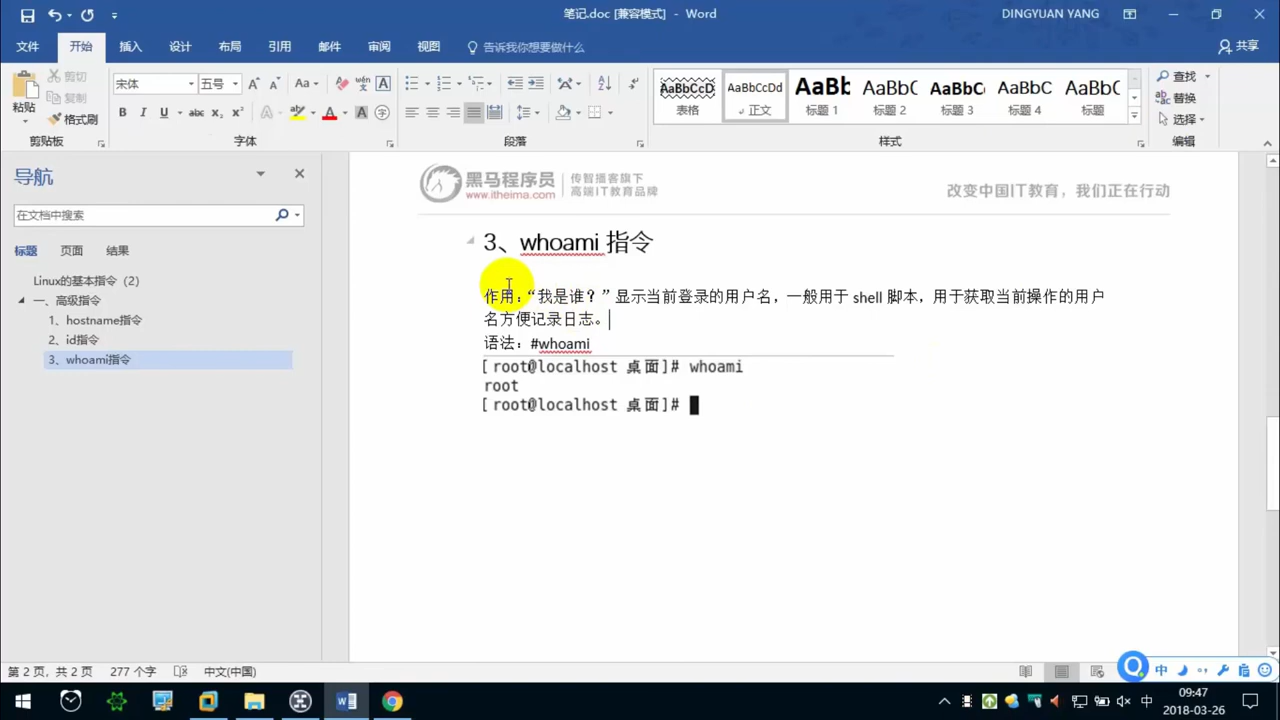 笔记.doc [兼容模式] - Word
DINGYUAN YANG
文件 开始 插入 设计 布局 引用 邮件 审阅 视图 告诉我你想要做什么 共享
粘贴 剪切 复制 格式刷
宋体 五号
AaBbCcD AaBbCcDd AaBb AaBbC AaBbC AaBbC AaBbC
表格 正文 标题 1 标题 2 标题 3 标题 4 标题
查找
替换
选择
剪贴板 字体 段落 样式 编辑
导航
在文档中搜索
标题 页面 结果
Linux的基本指令（2）
一、高级指令
1、hostname指令
2、id指令
3、whoami指令
黑马程序员
www.itheima.com
传智播客旗下
高端IT教育品牌
改变中国IT教育，我们正在行动
3、whoami 指令
作用：“我是谁？”显示当前登录的用户名，一般用于 shell 脚本，用于获取当前操作的用户
名方便记录日志。
语法：#whoami
[root@localhost 桌面]# whoami
root
[root@localhost 桌面]#
第 2 页，共 2 页 277 个字 中文(中国)
中
中
09:47
2018-03-26